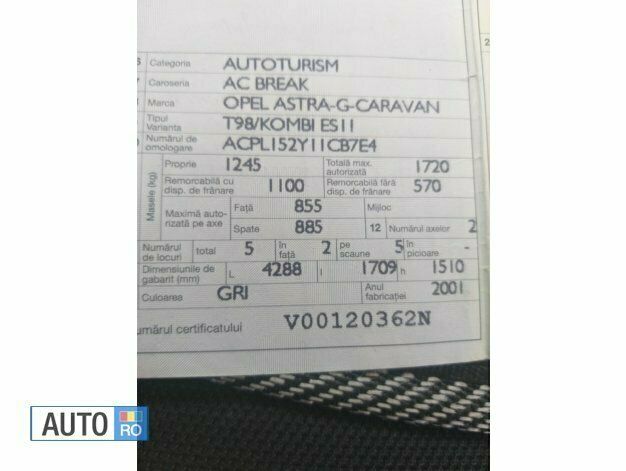 Categoria AUTOTURISM
Caroseria AC BREAK
Marca OPEL ASTRA-G-CARAVAN
Tipul Varianta T98/KOMBI ES11
Numărul de omologare ACPL152Y11CB7E4
Masele (kg) Proprie 1245 Totală max. autorizată 1720
Remorcabilă cu disp. de frânare 1100 Remorcabilă fără disp. de frânare 570
Maximă autorizată pe axe Față 855 Mijloc
Spate 885 12 Numărul axelor 2
Numărul de locuri total 5 în față 2 pe scaune 5 în picioare -
Dimensiunile de gabarit (mm) L 4288 l 1709 h 1510
Culoarea GRI Anul fabricației 2001
umărul certificatului V00120362N
AUTO RO